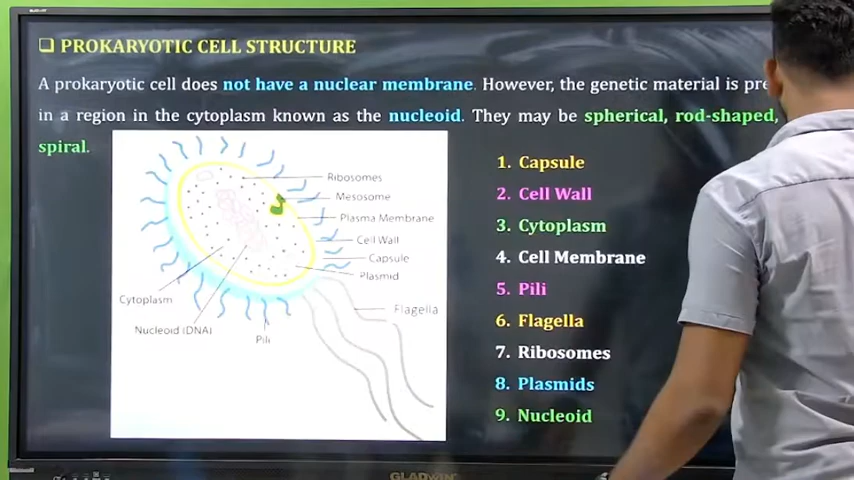 ❑ PROKARYOTIC CELL STRUCTURE
A prokaryotic cell does not have a nuclear membrane. However, the genetic material is pre
in a region in the cytoplasm known as the nucleoid. They may be spherical, rod-shaped,
spiral.
Ribosomes
Mesosome
Plasma Membrane
Cell Wall
Capsule
Plasmid
Flagella
Cytoplasm
Nucleoid (DNA)
Pili
1. Capsule
2. Cell Wall
3. Cytoplasm
4. Cell Membrane
5. Pili
6. Flagella
7. Ribosomes
8. Plasmids
9. Nucleoid
GLADWIN